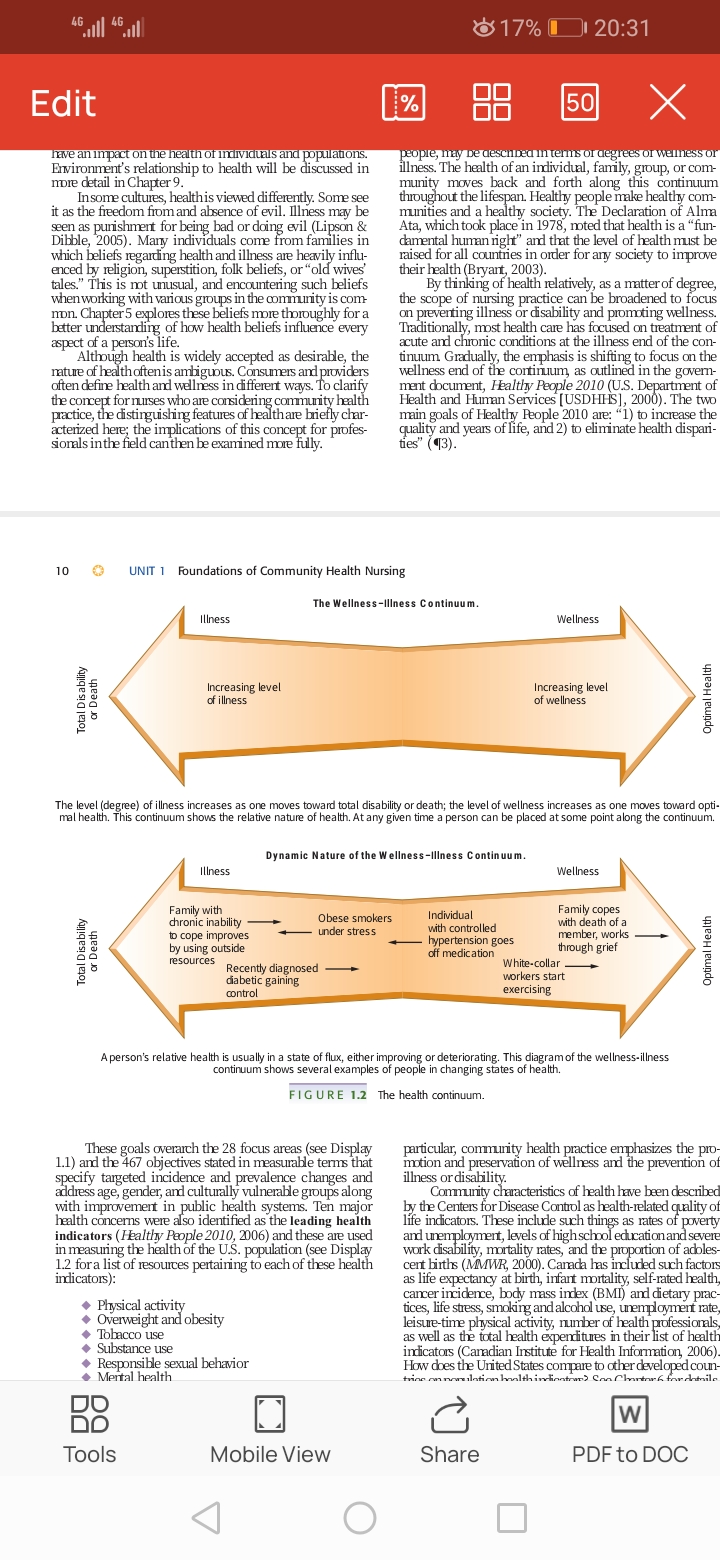 4G 4G 17% 20:31
Edit % 50
have an impact on the health of individuals and populations.
Environment's relationship to health will be discussed in
more detail in Chapter 9.
In some cultures, health is viewed differently. Some see
it as the freedom from and absence of evil. Illness may be
seen as punishment for being bad or doing evil (Lipson &
Dibble, 2005). Many individuals come from families in
which beliefs regarding health and illness are heavily influ-
enced by religion, superstition, folk beliefs, or "old wives'
tales." This is not unusual, and encountering such beliefs
when working with various groups in the community is com-
mon. Chapter 5 explores these beliefs more thoroughly for a
better understanding of how health beliefs influence every
aspect of a person's life.
Although health is widely accepted as desirable, the
nature of health often is ambiguous. Consumers and providers
often define health and wellness in different ways. To clarify
the concept for nurses who are considering community health
practice, the distinguishing features of health are briefly char-
acterized here; the implications of this concept for profes-
sionals in the field can then be examined more fully.
people, may be described in terms of degrees of wellness or
illness. The health of an individual, family, group, or com-
munity moves back and forth along this continuum
throughout the lifespan. Healthy people make healthy com-
munities and a healthy society. The Declaration of Alma
Ata, which took place in 1978, noted that health is a "fun-
damental human right" and that the level of health must be
raised for all countries in order for any society to improve
their health (Bryant, 2003).
By thinking of health relatively, as a matter of degree,
the scope of nursing practice can be broadened to focus
on preventing illness or disability and promoting wellness.
Traditionally, most health care has focused on treatment of
acute and chronic conditions at the illness end of the con-
tinuum. Gradually, the emphasis is shifting to focus on the
wellness end of the continuum, as outlined in the govern-
ment document, Healthy People 2010 (U.S. Department of
Health and Human Services [USDHHS], 2000). The two
main goals of Healthy People 2010 are: "1) to increase the
quality and years of life, and 2) to eliminate health dispari-
ties" (¶3).
10 UNIT 1 Foundations of Community Health Nursing
The Wellness–Illness Continuum.
Illness Wellness
Total Disability
or Death
Increasing level
of illness
Increasing level
of wellness
Optimal Health
The level (degree) of illness increases as one moves toward total disability or death; the level of wellness increases as one moves toward opti-
mal health. This continuum shows the relative nature of health. At any given time a person can be placed at some point along the continuum.
Dynamic Nature of the Wellness–Illness Continuum.
Illness Wellness
Total Disability
or Death
Family with
chronic inability
to cope improves
by using outside
resources
Obese smokers
under stress
Recently diagnosed
diabetic gaining
control
Individual
with controlled
hypertension goes
off medication
Family copes
with death of a
member, works
through grief
White-collar
workers start
exercising
Optimal Health
A person's relative health is usually in a state of flux, either improving or deteriorating. This diagram of the wellness-illness
continuum shows several examples of people in changing states of health.
FIGURE 1.2 The health continuum.
These goals overarch the 28 focus areas (see Display
1.1) and the 467 objectives stated in measurable terms that
specify targeted incidence and prevalence changes and
address age, gender, and culturally vulnerable groups along
with improvement in public health systems. Ten major
health concerns were also identified as the leading health
indicators (Healthy People 2010, 2006) and these are used
in measuring the health of the U.S. population (see Display
1.2 for a list of resources pertaining to each of these health
indicators):
◆ Physical activity
◆ Overweight and obesity
◆ Tobacco use
◆ Substance use
◆ Responsible sexual behavior
◆ Mental health
particular, community health practice emphasizes the pro-
motion and preservation of wellness and the prevention of
illness or disability.
Community characteristics of health have been described
by the Centers for Disease Control as health-related quality of
life indicators. These include such things as rates of poverty
and unemployment, levels of high school education and severe
work disability, mortality rates, and the proportion of adoles-
cent births (MMWR, 2000). Canada has included such factors
as life expectancy at birth, infant mortality, self-rated health,
cancer incidence, body mass index (BMI) and dietary prac-
tices, life stress, smoking and alcohol use, unemployment rate,
leisure-time physical activity, number of health professionals,
as well as the total health expenditures in their list of health
indicators (Canadian Institute for Health Information, 2006).
How does the United States compare to other developed coun-
tries on population health indicators? See Chapter 6 for details.
Tools Mobile View Share W PDF to DOC